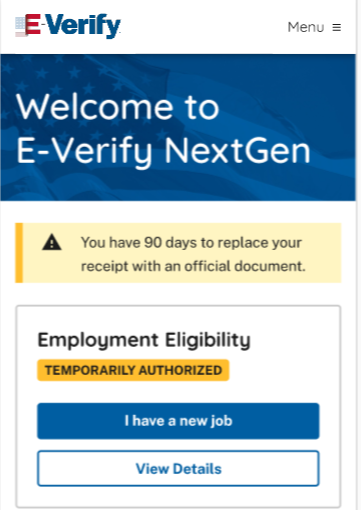 E-Verify
Menu
Welcome to
E-Verify NextGen
You have 90 days to replace your
receipt with an official document.
Employment Eligibility
TEMPORARILY AUTHORIZED
I have a new job
View Details